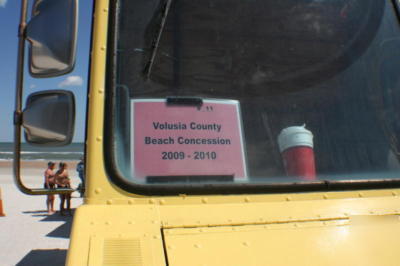 Volusia County
Beach Concession
2009 - 2010